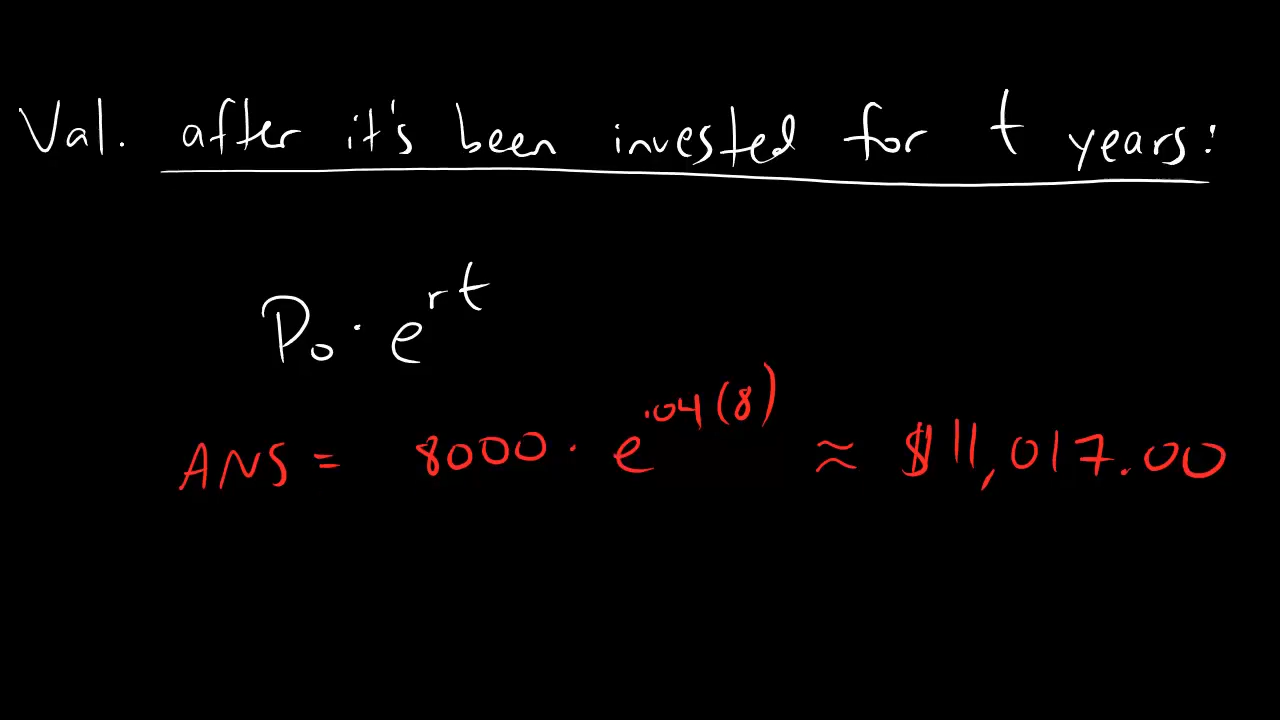 Val. after it's been invested for t years:
P₀ · e^rt
ANS = 8000 · e^.04(8) ≈ $11,017.00